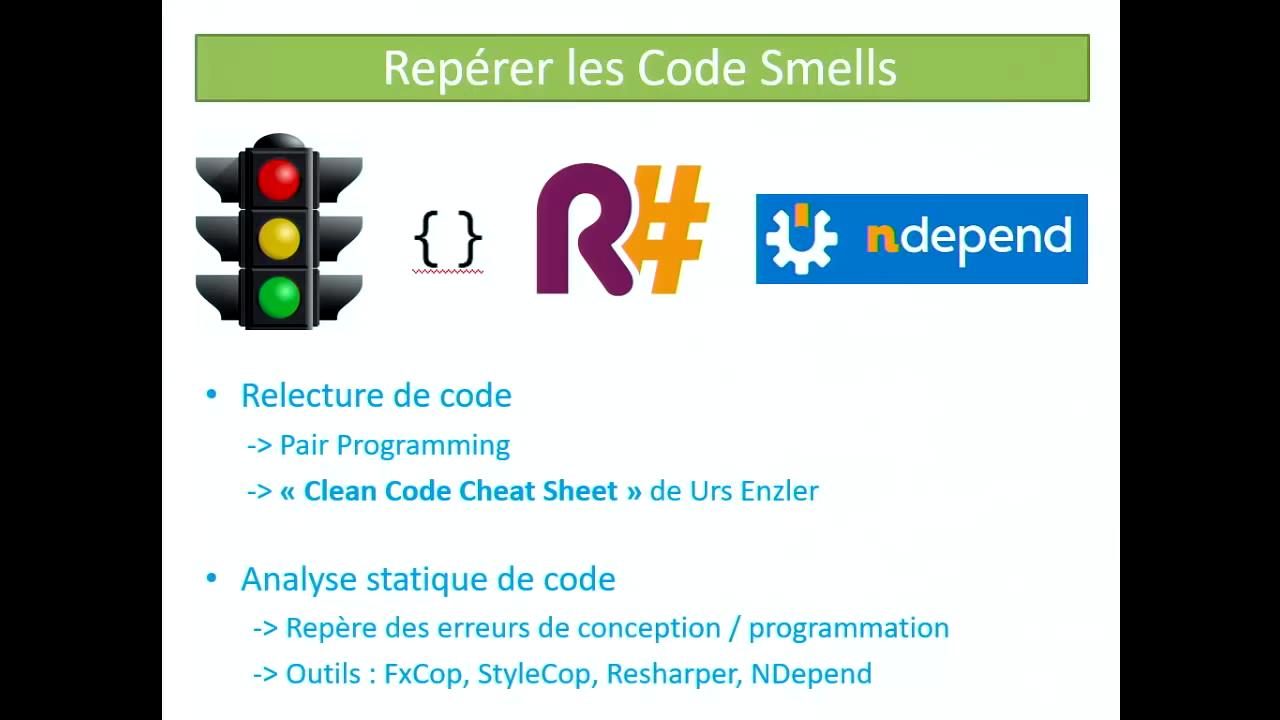 Repérer les Code Smells
{ }
R#
ndepend
• Relecture de code
-> Pair Programming
-> « Clean Code Cheat Sheet » de Urs Enzler
• Analyse statique de code
-> Repère des erreurs de conception / programmation
-> Outils : FxCop, StyleCop, Resharper, NDepend